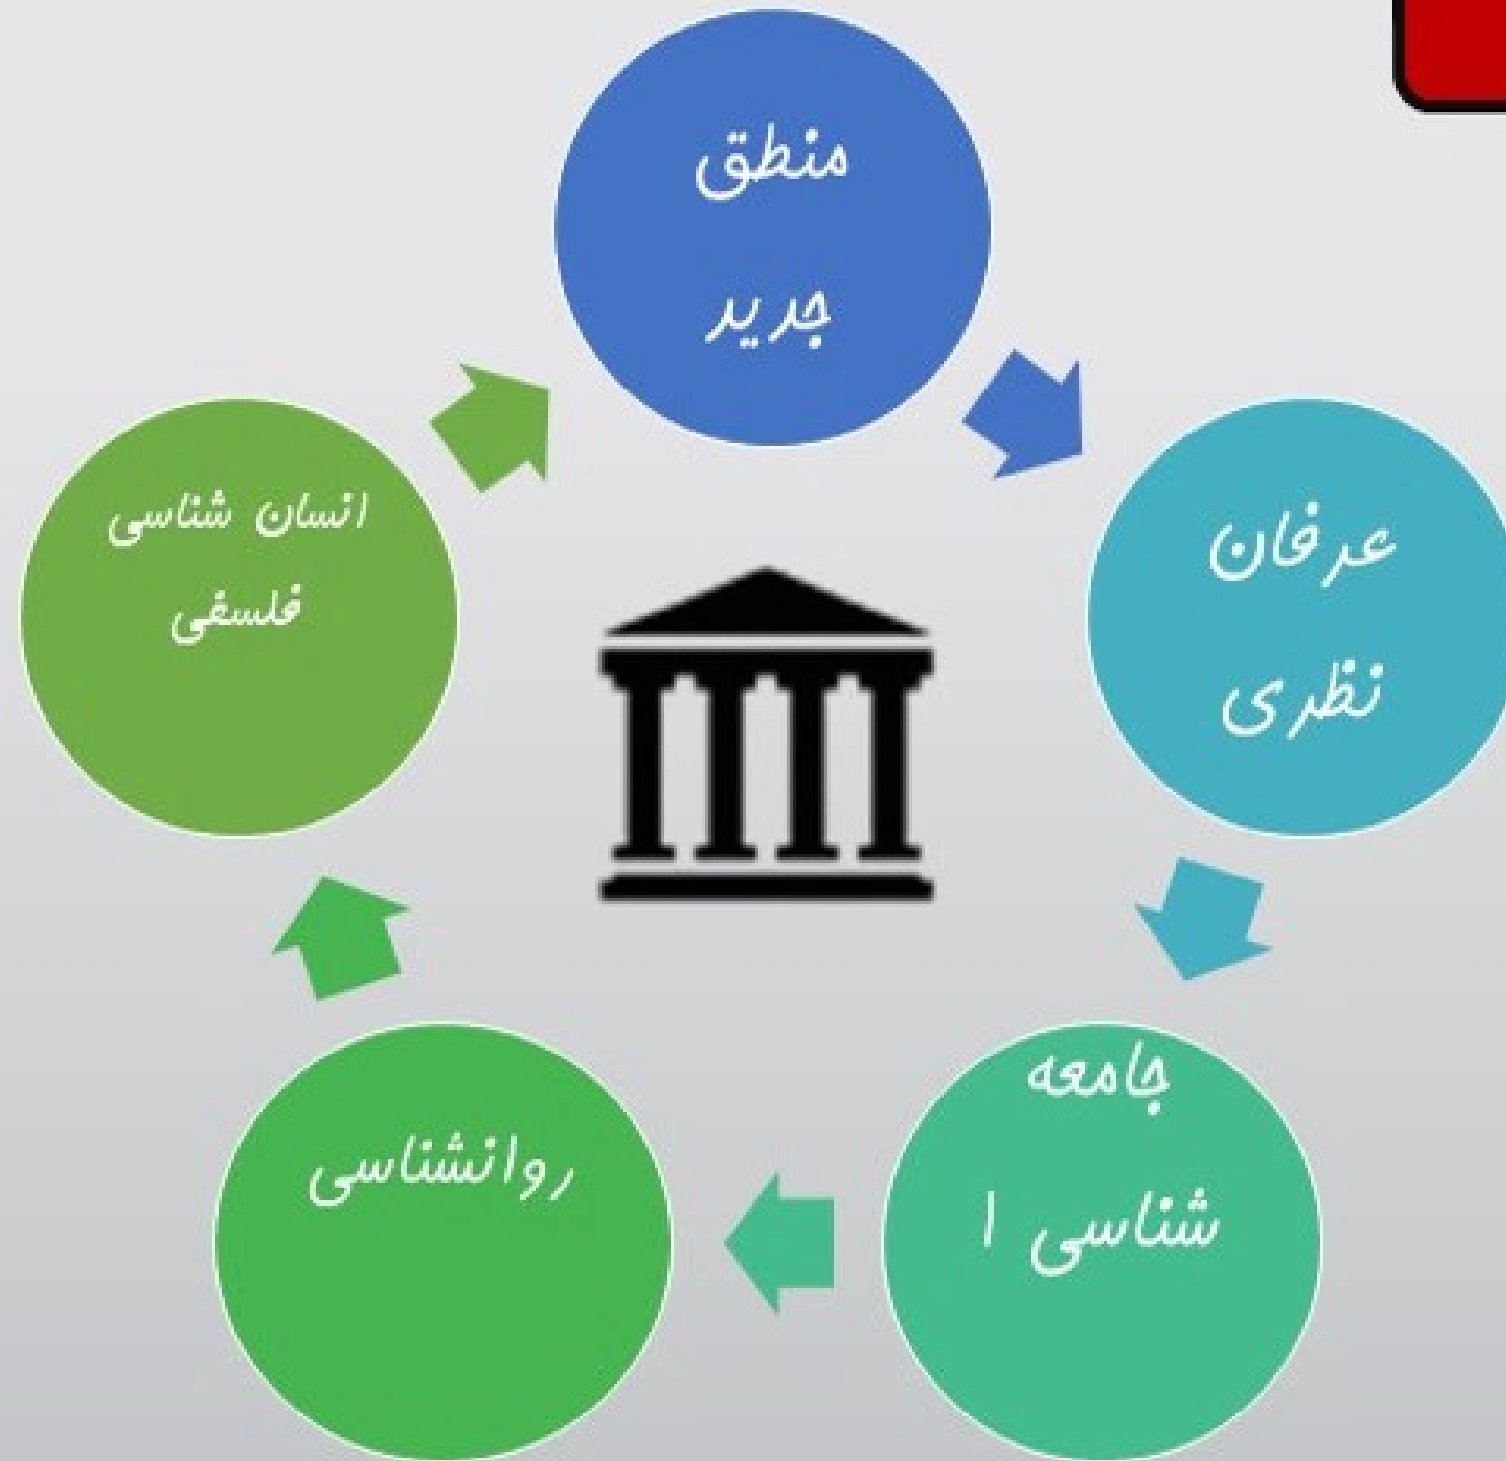 منطق
جدید
عرفان
نظری
جامعه
شناسی ۱
روانشناسی
انسان شناسی
فلسفی